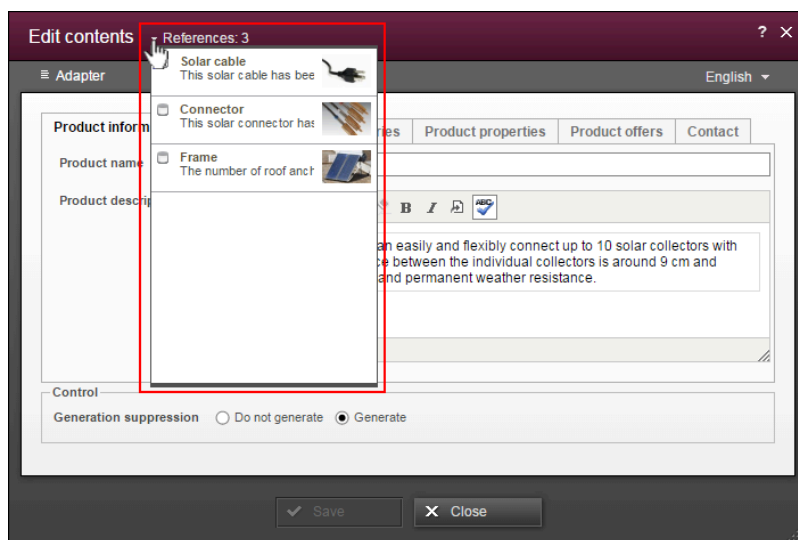 Edit contents
References: 3
? X
Adapter
English
Solar cable
This solar cable has bee
Connector
This solar connector has
Frame
The number of roof anch
Product inform
ries
Product properties
Product offers
Contact
Product name
Product descrip
B I ABC
an easily and flexibly connect up to 10 solar collectors with
ce between the individual collectors is around 9 cm and
and permanent weather resistance.
Control
Generation suppression Do not generate Generate
Save
Close